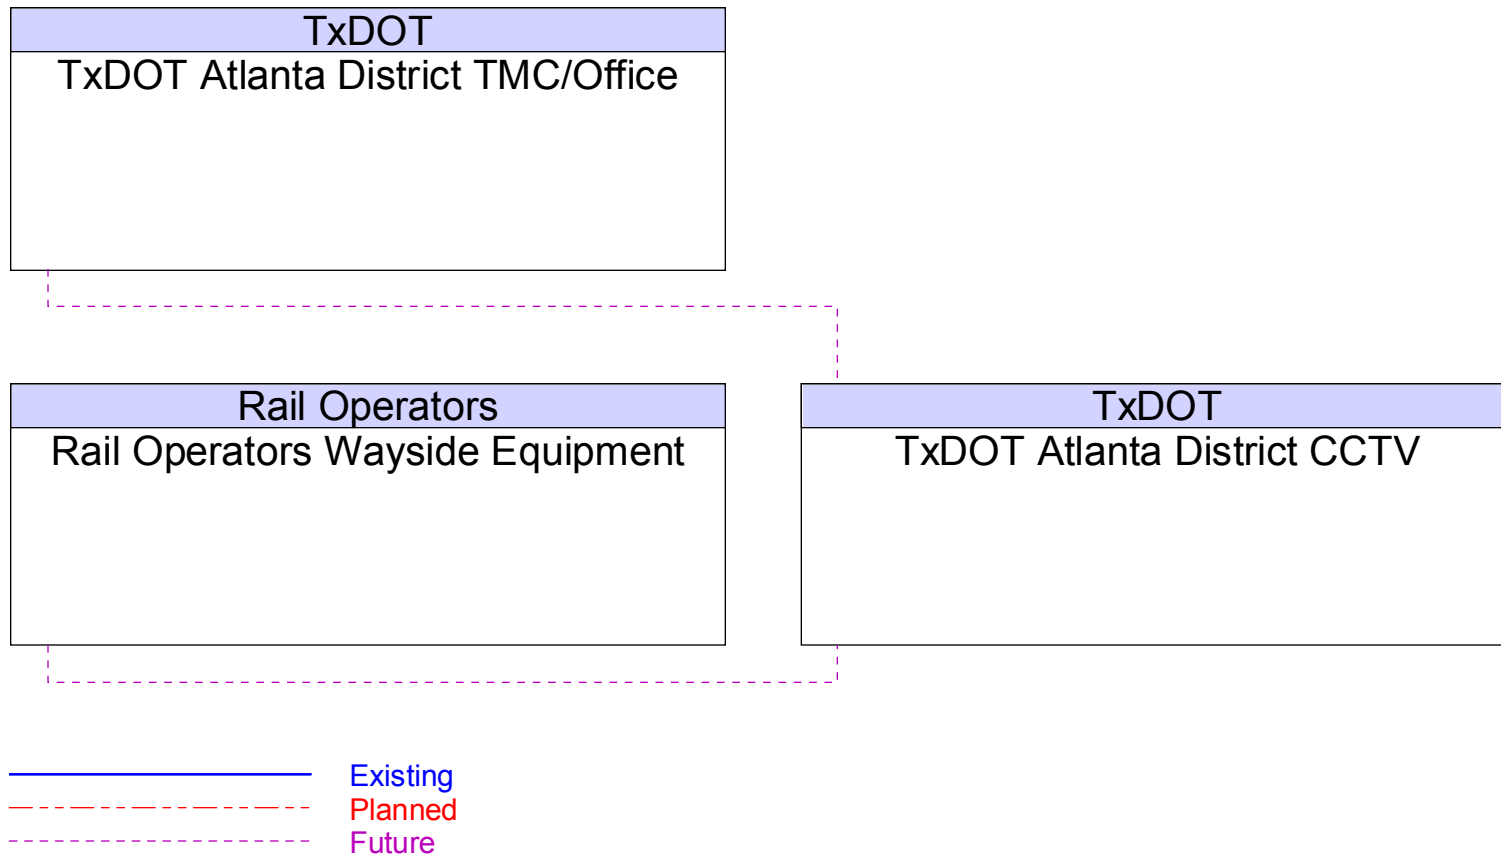 TxDOT
TxDOT Atlanta District TMC/Office
Rail Operators
Rail Operators Wayside Equipment
TxDOT
TxDOT Atlanta District CCTV
Existing
Planned
Future